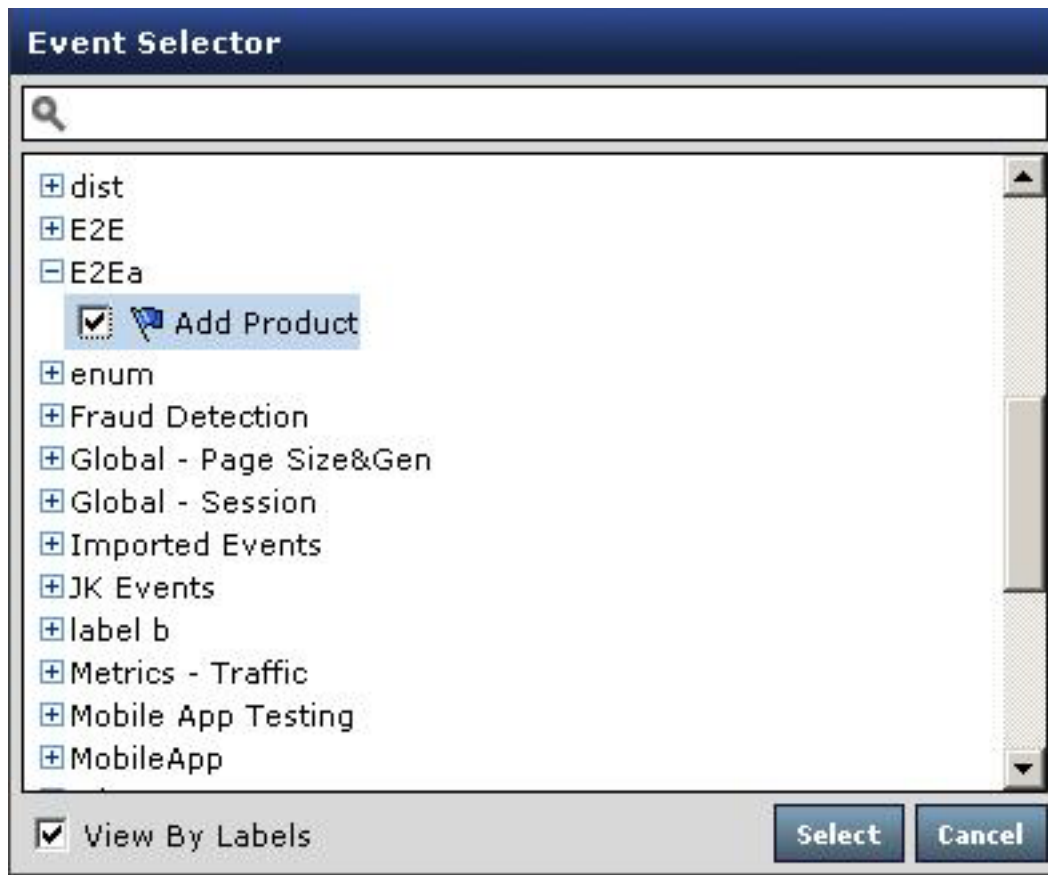 Event Selector
dist
E2E
E2Ea
Add Product
enum
Fraud Detection
Global - Page Size&Gen
Global - Session
Imported Events
JK Events
label b
Metrics - Traffic
Mobile App Testing
MobileApp
View By Labels
Select
Cancel